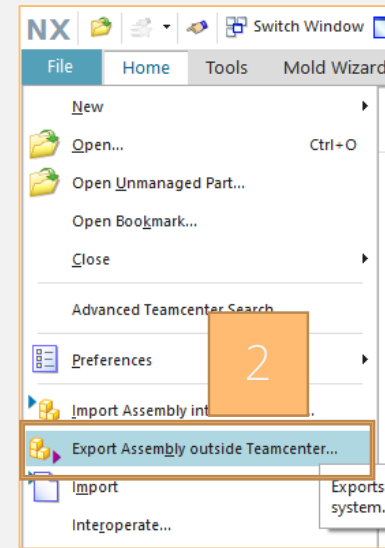 NX Switch Window
File Home Tools Mold Wizard
New
Open... Ctrl+O
Open Unmanaged Part...
Open Bookmark...
Close
Advanced Teamcenter Search
2
Preferences
Import Assembly
Export Assembly outside Teamcenter...
Import
Exports
system.
Interoperate...